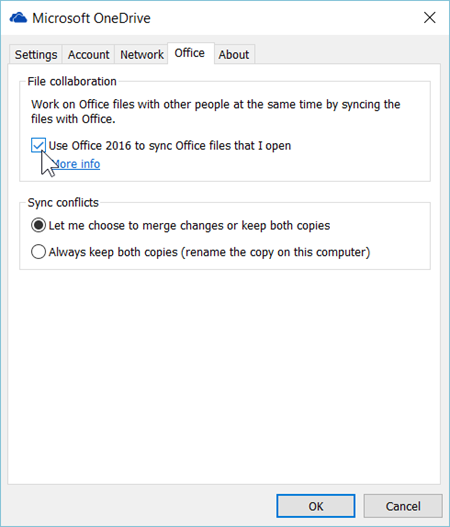 Microsoft OneDrive
Settings Account Network Office About
File collaboration
Work on Office files with other people at the same time by syncing the
files with Office.
Use Office 2016 to sync Office files that I open
More info
Sync conflicts
Let me choose to merge changes or keep both copies
Always keep both copies (rename the copy on this computer)
OK Cancel